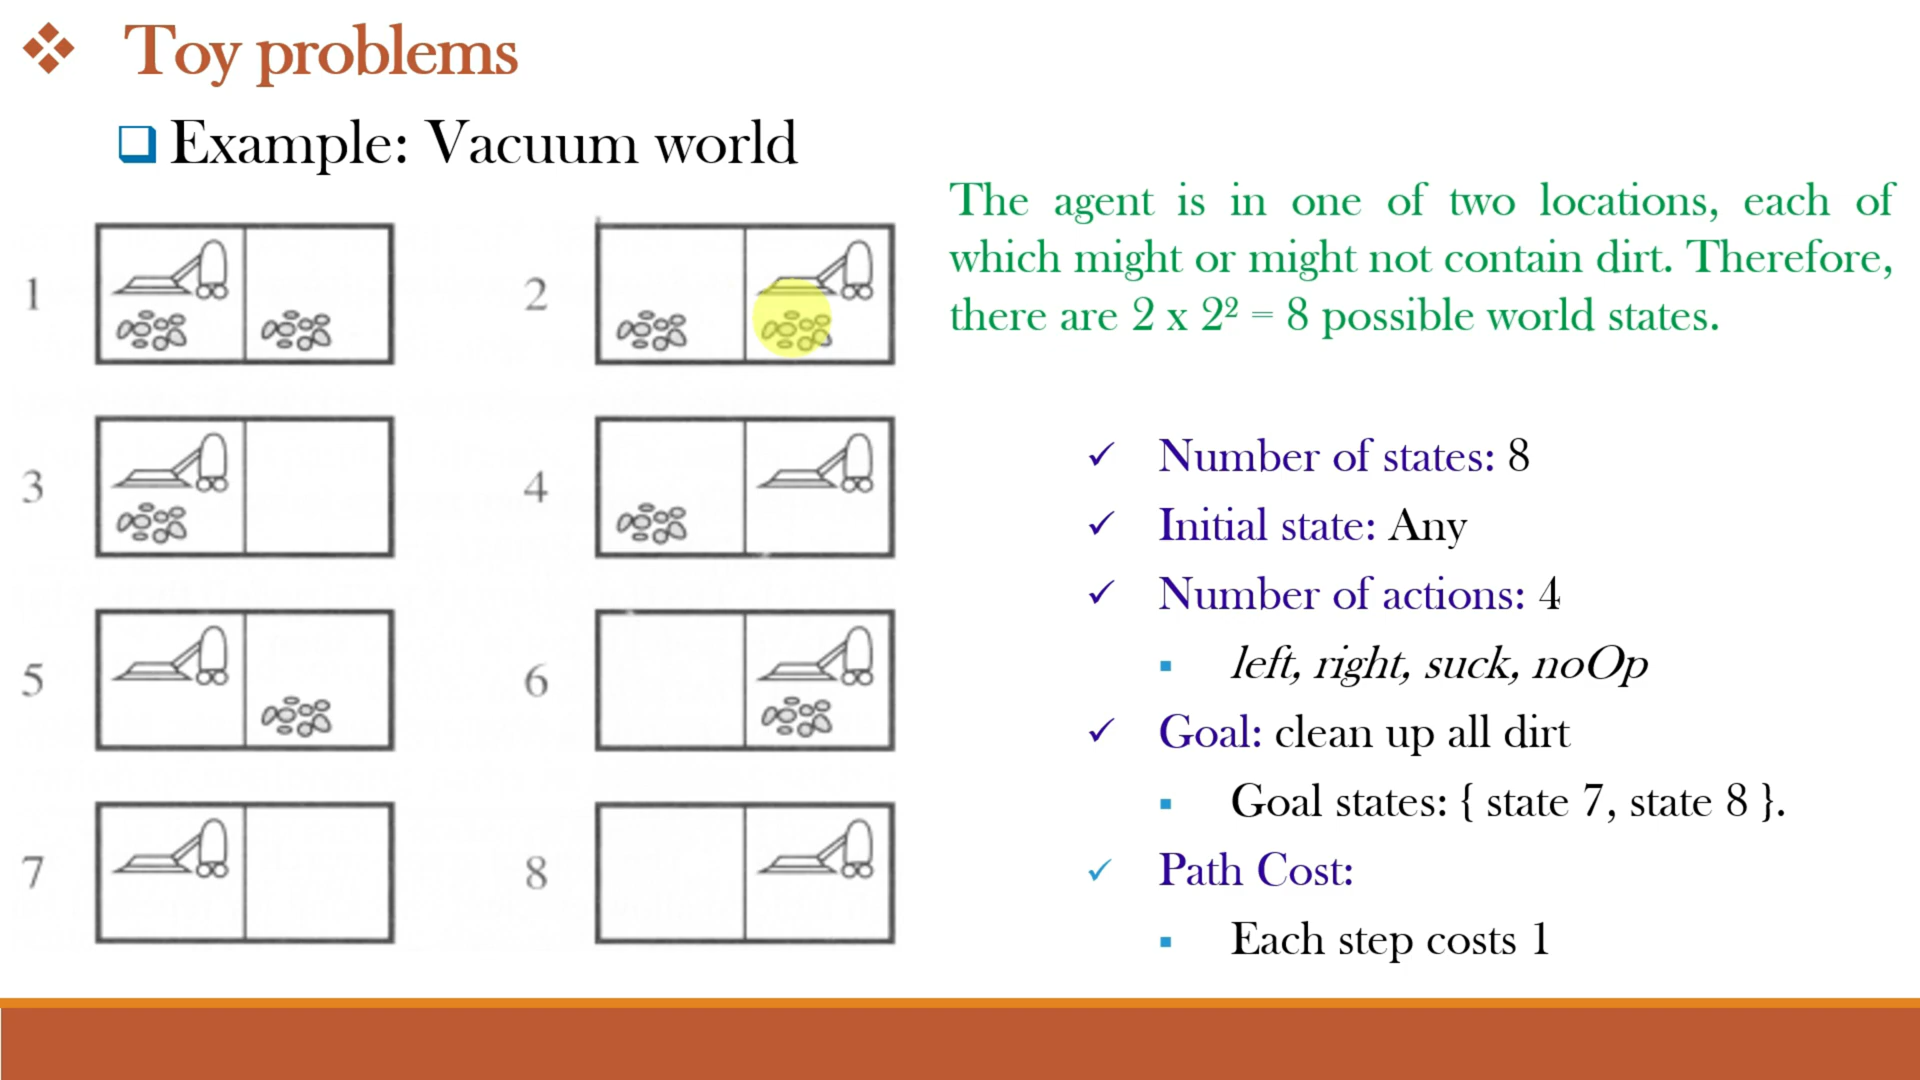 Toy problems
Example: Vacuum world
1
2
3
4
5
6
7
8
The agent is in one of two locations, each of
which might or might not contain dirt. Therefore,
there are 2 x 2² = 8 possible world states.
Number of states: 8
Initial state: Any
Number of actions: 4
left, right, suck, noOp
Goal: clean up all dirt
Goal states: { state 7, state 8 }.
Path Cost:
Each step costs 1